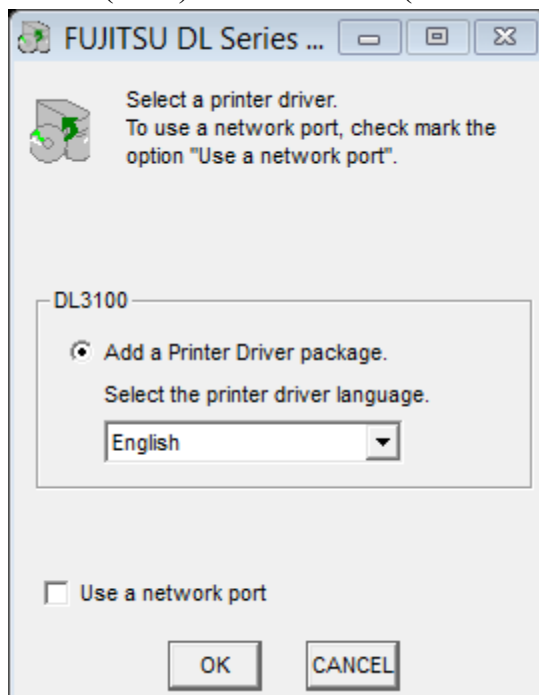 FUJITSU DL Series ...
Select a printer driver.
To use a network port, check mark the
option "Use a network port".
DL3100
Add a Printer Driver package.
Select the printer driver language.
English
Use a network port
OK
CANCEL